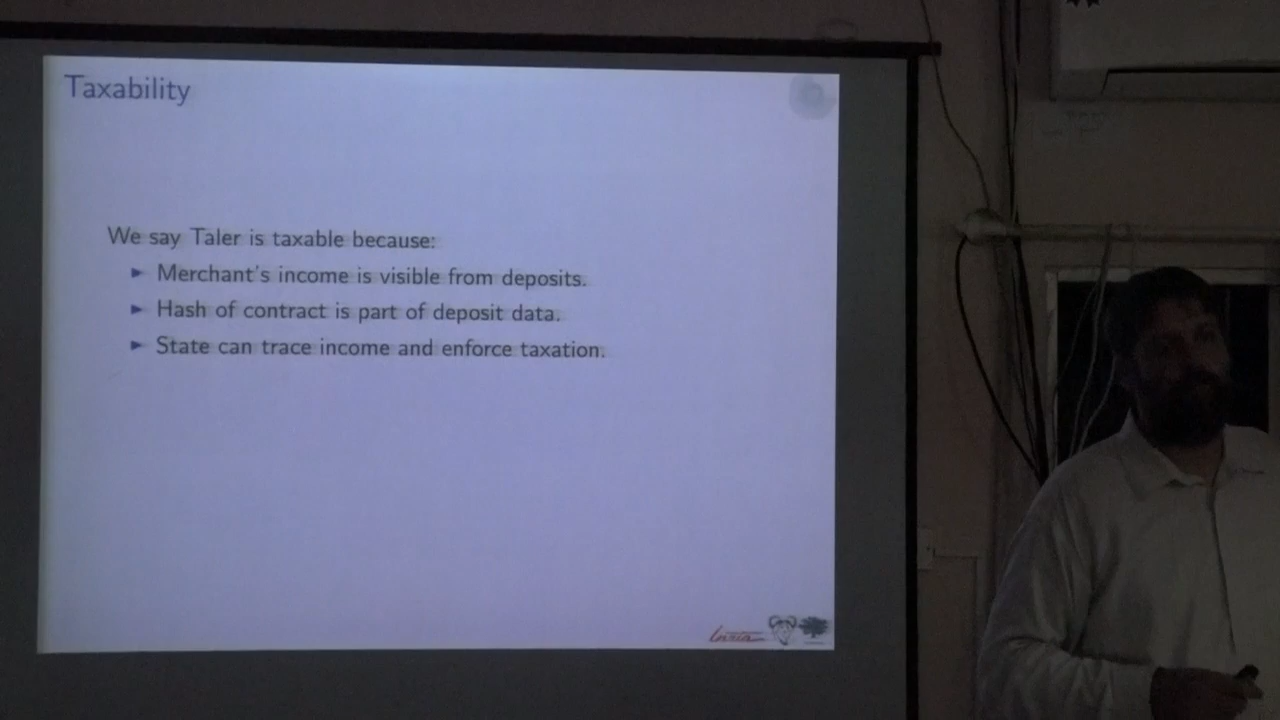 Taxability
We say Taler is taxable because:
Merchant's income is visible from deposits.
Hash of contract is part of deposit data.
State can trace income and enforce taxation.
Inria